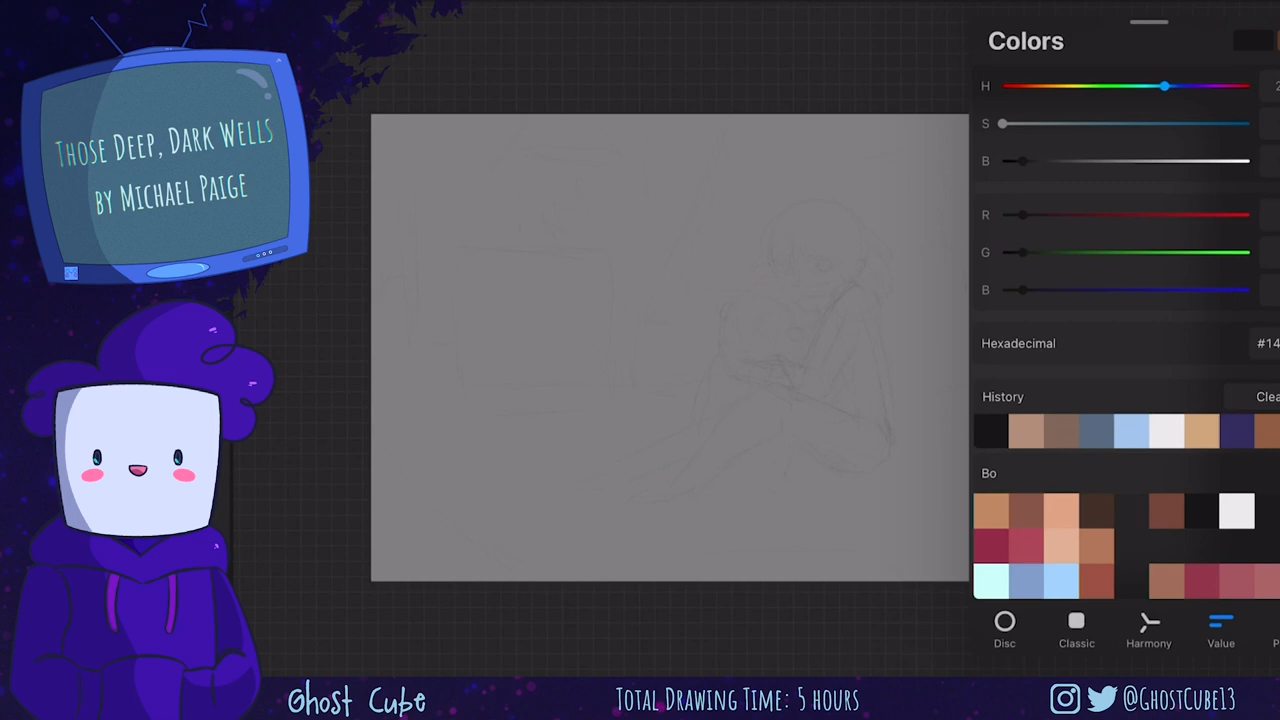 THOSE DEEP, DARK WELLS
BY MICHAEL PAIGE
Colors
H
S
B
R
G
B
Hexadecimal
#14
History
Clea
Bo
Disc
Classic
Harmony
Value
P
Ghost Cube
TOTAL DRAWING TIME: 5 HOURS
@GHOSTCUBE13